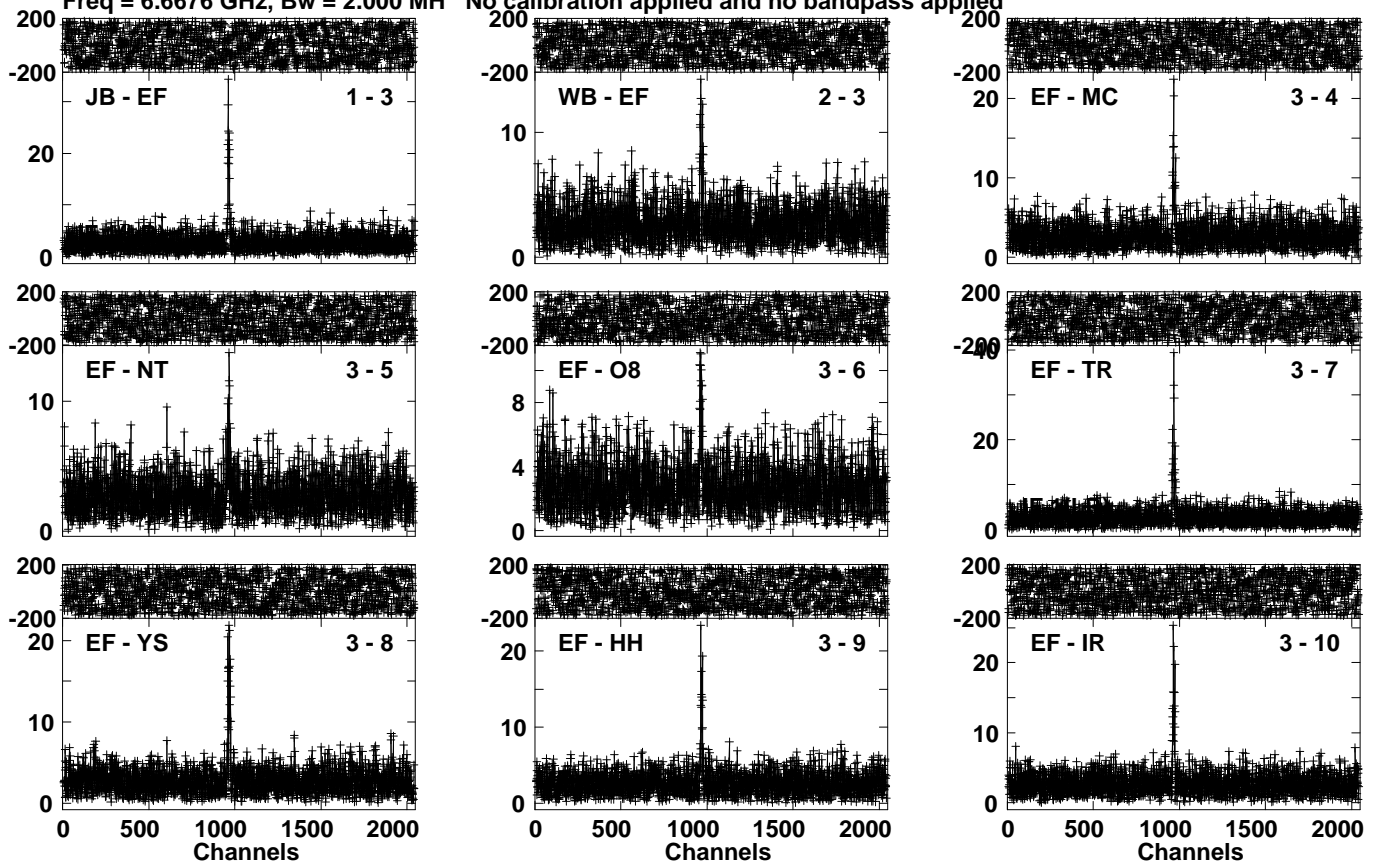 Freq = 6.6676 GHz, Bw = 2.000 MH No calibration applied and no bandpass applied
200 200 200
-200 -200 -200
JB - EF 1 - 3 WB - EF 2 - 3 EF - MC 3 - 4
20
10
20
10
0 0 0
200 200 200
-200 -200 -200
40
EF - NT 3 - 5 EF - O8 3 - 6 EF - TR 3 - 7
10
8
4
20
0 0 0
200 200 200
-200 -200 -200
EF - YS 3 - 8 EF - HH 3 - 9 EF - IR 3 - 10
20 20 20
10 10 10
0 0 0
0 500 1000 1500 2000 0 500 1000 1500 2000 0 500 1000 1500 2000
Channels Channels Channels